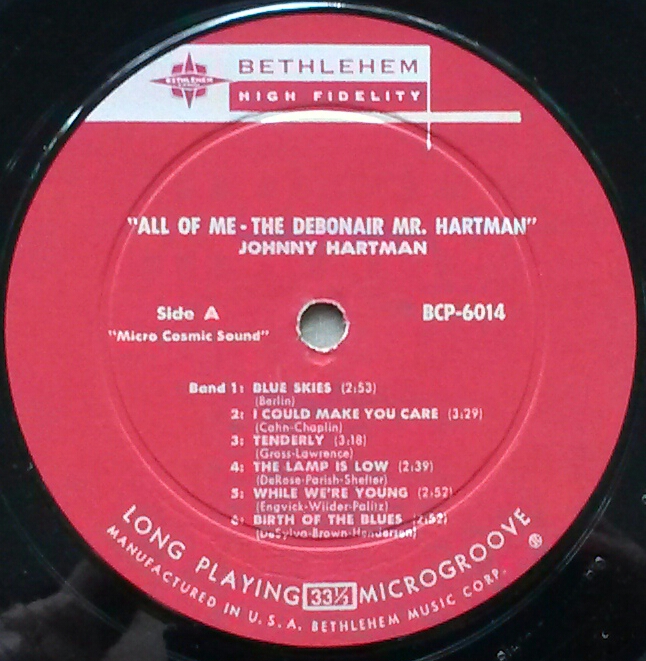 BETHLEHEM
HIGH FIDELITY
"ALL OF ME - THE DEBONAIR MR. HARTMAN"
JOHNNY HARTMAN
Side A
BCP-6014
"Micro Cosmic Sound"
Band 1: BLUE SKIES (2:53)
(Berlin)
2: I COULD MAKE YOU CARE (3:29)
(Cahn-Chaplin)
3: TENDERLY (3:18)
(Gross-Lawrence)
4: THE LAMP IS LOW (2:39)
(DeRose-Parish-Shelter)
5: WHILE WE'RE YOUNG (2:52)
(Engvick-Wilder-Palitz)
6: BIRTH OF THE BLUES (2:52)
(DeSylva-Brown-Henderson)
LONG PLAYING 33⅓ MICROGROOVE
MANUFACTURED IN U.S.A. BETHLEHEM MUSIC CORP. ®